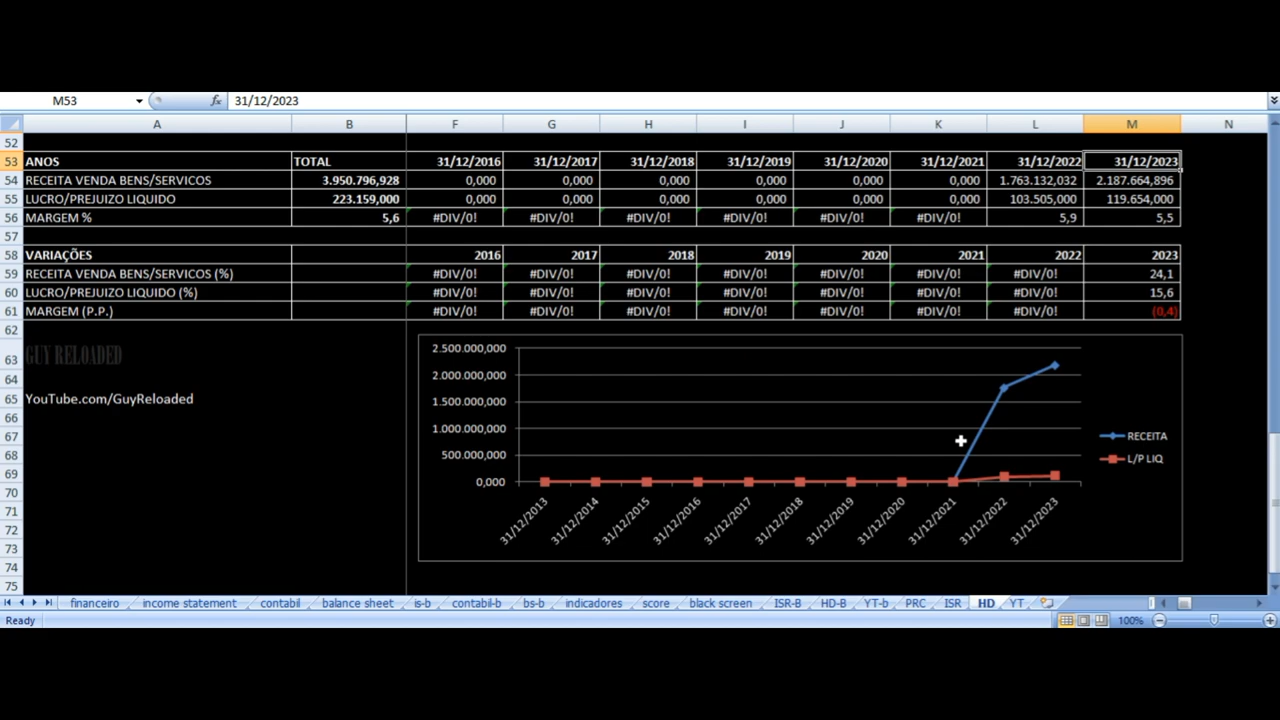 M53 fx 31/12/2023
A B F G H I J K L M N
52
53 ANOS TOTAL 31/12/2016 31/12/2017 31/12/2018 31/12/2019 31/12/2020 31/12/2021 31/12/2022 31/12/2023
54 RECEITA VENDA BENS/SERVICOS 3.950.796,928 0,000 0,000 0,000 0,000 0,000 0,000 1.763.132,032 2.187.664,896
55 LUCRO/PREJUIZO LIQUIDO 223.159,000 0,000 0,000 0,000 0,000 0,000 0,000 103.505,000 119.654,000
56 MARGEM % 5,6 #DIV/0! #DIV/0! #DIV/0! #DIV/0! #DIV/0! #DIV/0! 5,9 5,5
57
58 VARIAÇÕES 2016 2017 2018 2019 2020 2021 2022 2023
59 RECEITA VENDA BENS/SERVICOS (%) #DIV/0! #DIV/0! #DIV/0! #DIV/0! #DIV/0! #DIV/0! #DIV/0! 24,1
60 LUCRO/PREJUIZO LIQUIDO (%) #DIV/0! #DIV/0! #DIV/0! #DIV/0! #DIV/0! #DIV/0! #DIV/0! 15,6
61 MARGEM (P.P.) #DIV/0! #DIV/0! #DIV/0! #DIV/0! #DIV/0! #DIV/0! #DIV/0! (0,4)
62
63 GUY RELOADED
64
65 YouTube.com/GuyReloaded
66
67
68
69
70
71
72
73
74
75
2.500.000,000
2.000.000,000
1.500.000,000
1.000.000,000
500.000,000
0,000
31/12/2013 31/12/2014 31/12/2015 31/12/2016 31/12/2017 31/12/2018 31/12/2019 31/12/2020 31/12/2021 31/12/2022 31/12/2023
RECEITA
L/P LIQ
financeiro income statement contabil balance sheet is-b contabil-b bs-b indicadores score black screen ISR-B HD-B YT-b PRC ISR HD YT
Ready 100%